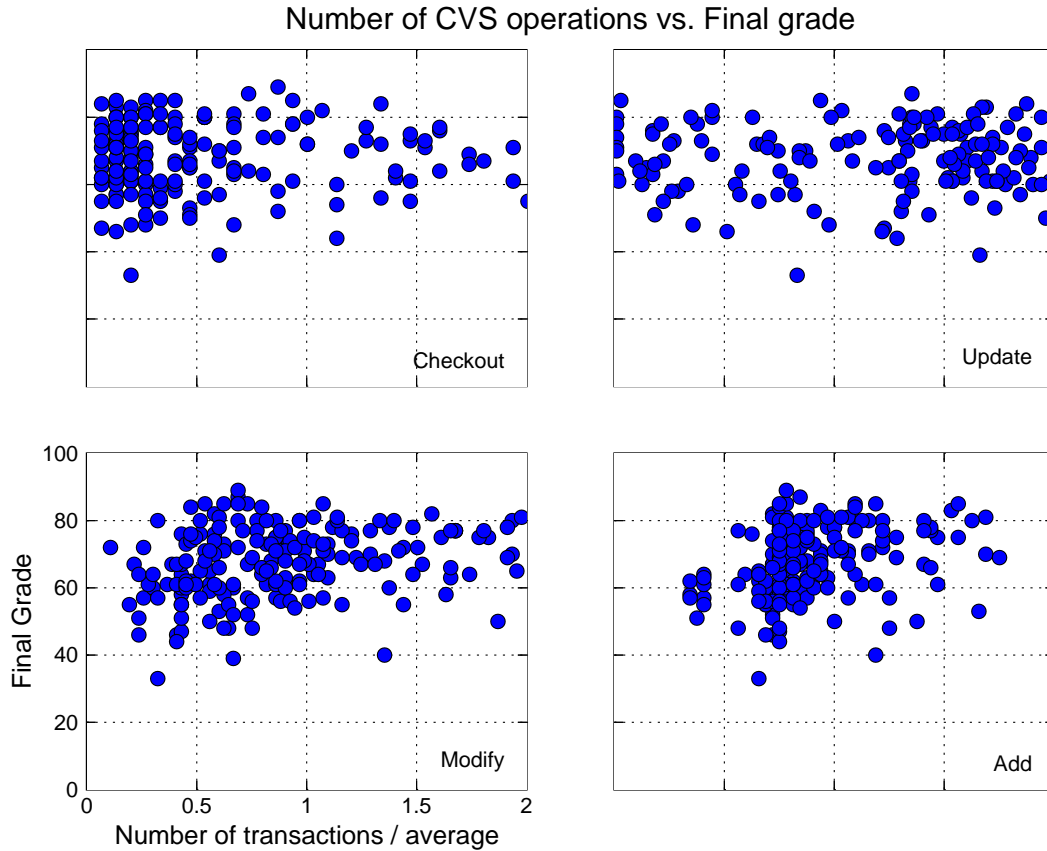 Number of CVS operations vs. Final grade
Checkout
Update
100
80
60
40
20
0
Final Grade
Modify
Add
0 0.5 1 1.5 2
Number of transactions / average